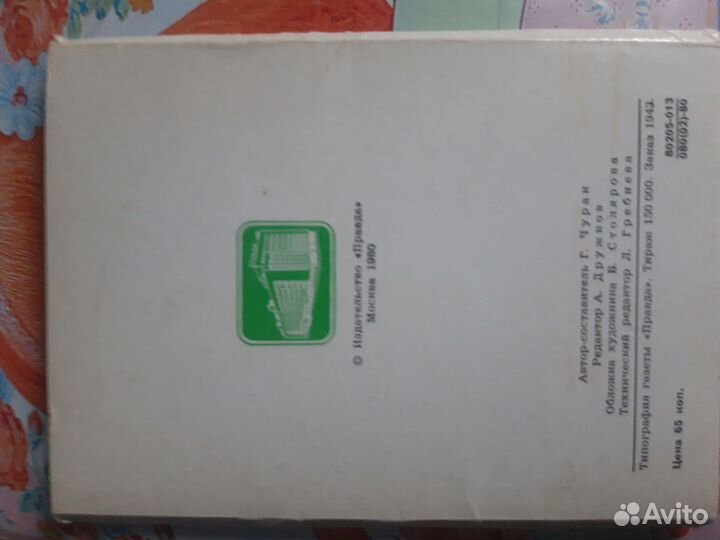 © Издательство «Правда»
Москва 1980
Автор-составитель Г. Чуран
Редактор А. Дружков
Обложка художника Б. Столярова
Технический редактор Л. Гребнева
Типография газеты «Правда». Тираж 150 000. Заказ 1943.
Цена 65 коп.
80205-013
080(02)-80
Avito